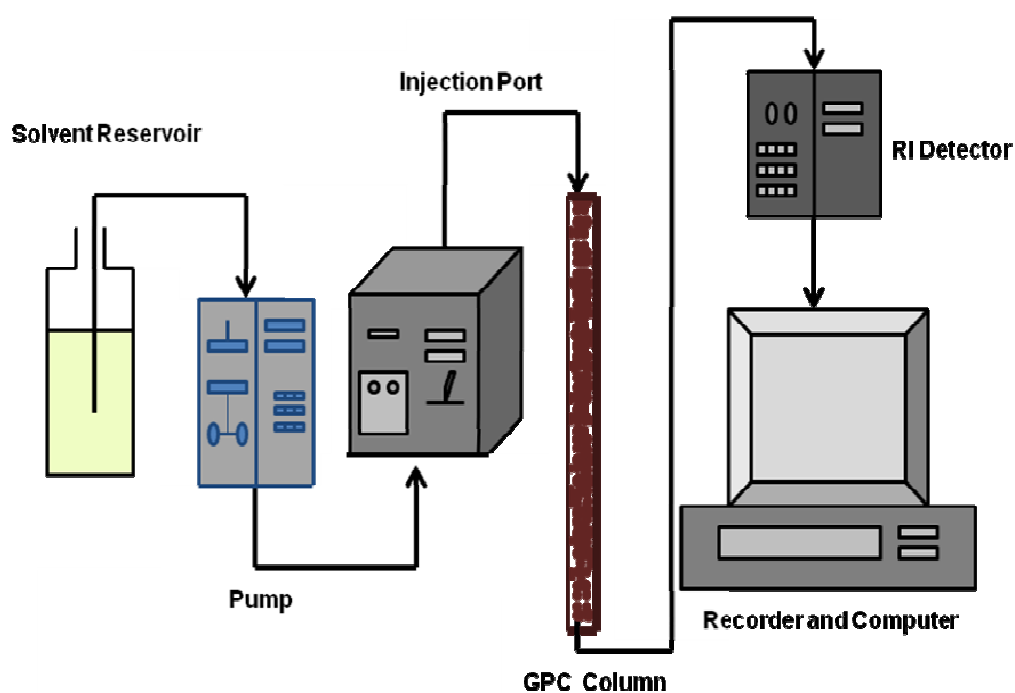 Injection Port
Solvent Reservoir
RI Detector
Pump
Recorder and Computer
GPC Column